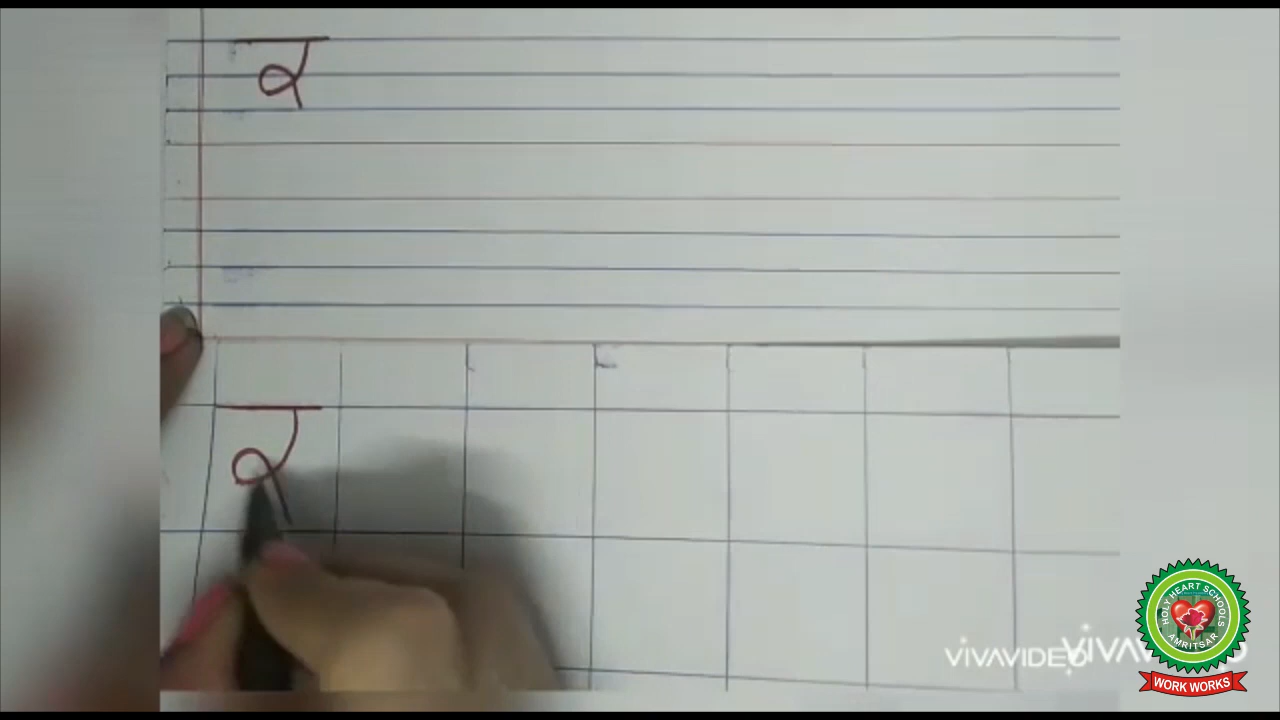 ਨ
ਨ
VIVAVIDEO
HOLY HEART SCHOOLS
AMRITSAR
WORK WORKS